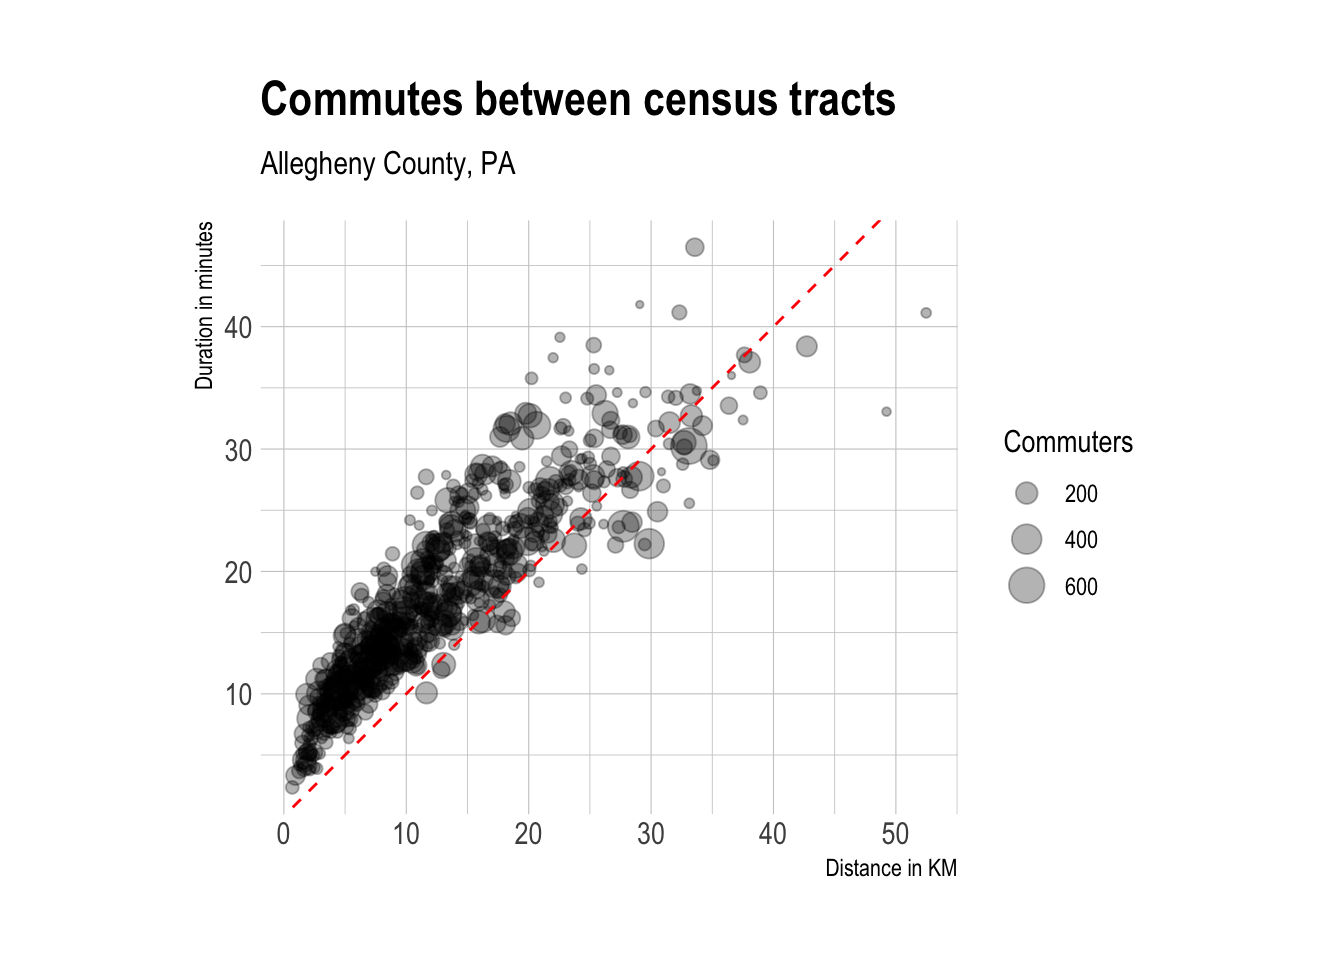 Commutes between census tracts
Allegheny County, PA
Duration in minutes
40
30
20
10
0 10 20 30 40 50
Distance in KM
Commuters
200
400
600